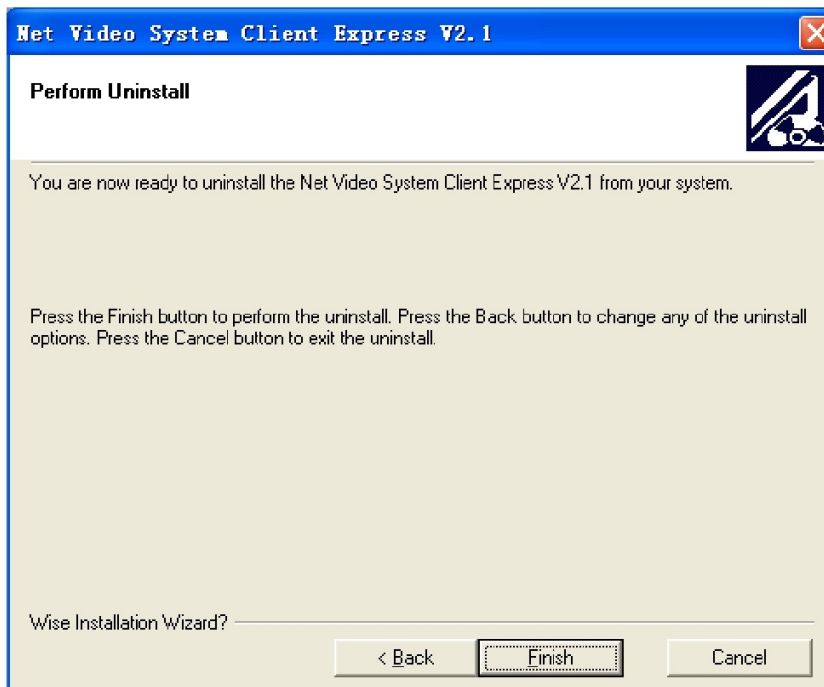 Net Video System Client Express V2.1
Perform Uninstall
You are now ready to uninstall the Net Video System Client Express V2.1 from your system.
Press the Finish button to perform the uninstall. Press the Back button to change any of the uninstall
options. Press the Cancel button to exit the uninstall.
Wise Installation Wizard?
< Back
Finish
Cancel